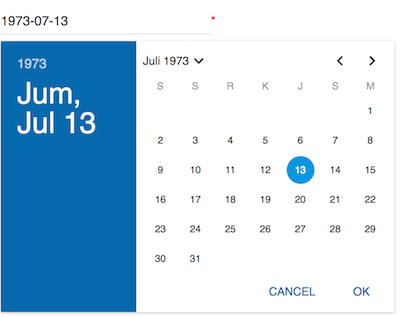 1973-07-13 *
1973
Jum,
Jul 13
Juli 1973
S S R K J S M
1
2 3 4 5 6 7 8
9 10 11 12 13 14 15
16 17 18 19 20 21 22
23 24 25 26 27 28 29
30 31
CANCEL OK